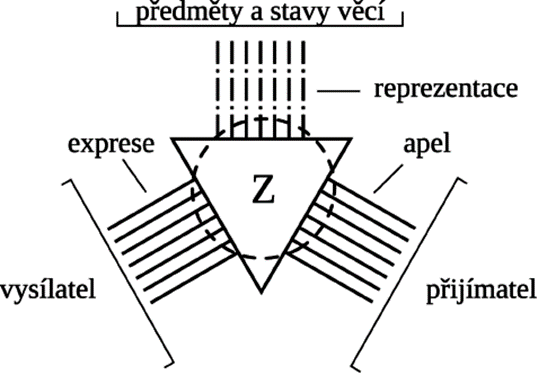 předměty a stavy věcí
reprezentace
exprese
apel
Z
vysílatel
přijímatel